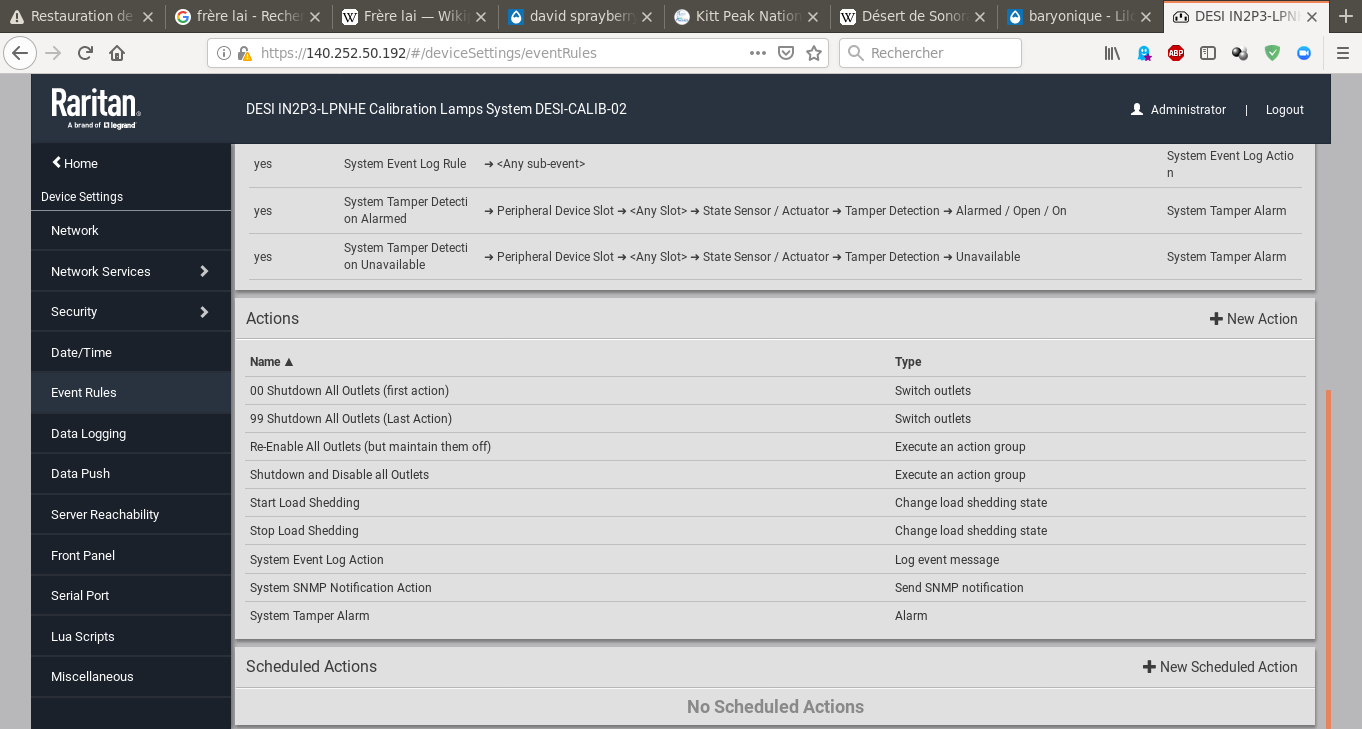 Restauration de
frère lai - Recher
Frère lai — Wikip
david sprayberry
Kitt Peak Nation
Désert de Sonor
baryonique - Lilo
DESI IN2P3-LPNH
https://140.252.50.192/#/deviceSettings/eventRules
Rechercher
ABP
Raritan.
A brand of legrand
DESI IN2P3-LPNHE Calibration Lamps System DESI-CALIB-02
Administrator | Logout
Home
Device Settings
Network
Network Services
Security
Date/Time
Event Rules
Data Logging
Data Push
Server Reachability
Front Panel
Serial Port
Lua Scripts
Miscellaneous
yes System Event Log Rule ➔ <Any sub-event> System Event Log Actio
n
yes System Tamper Detecti
on Alarmed ➔ Peripheral Device Slot ➔ <Any Slot> ➔ State Sensor / Actuator ➔ Tamper Detection ➔ Alarmed / Open / On System Tamper Alarm
yes System Tamper Detecti
on Unavailable ➔ Peripheral Device Slot ➔ <Any Slot> ➔ State Sensor / Actuator ➔ Tamper Detection ➔ Unavailable System Tamper Alarm
Actions + New Action
Name ▲ Type
00 Shutdown All Outlets (first action) Switch outlets
99 Shutdown All Outlets (Last Action) Switch outlets
Re-Enable All Outlets (but maintain them off) Execute an action group
Shutdown and Disable all Outlets Execute an action group
Start Load Shedding Change load shedding state
Stop Load Shedding Change load shedding state
System Event Log Action Log event message
System SNMP Notification Action Send SNMP notification
System Tamper Alarm Alarm
Scheduled Actions + New Scheduled Action
No Scheduled Actions